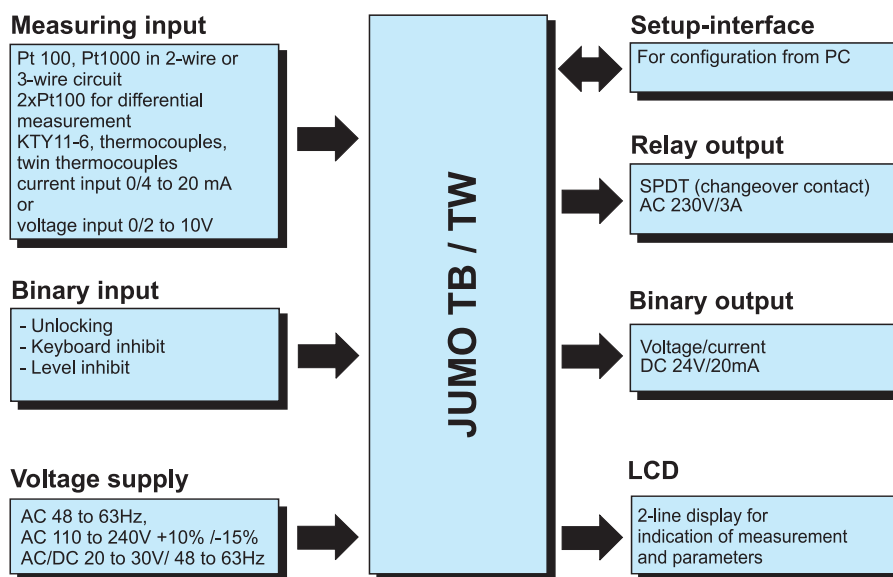 Measuring input
Pt 100, Pt1000 in 2-wire or
3-wire circuit
2xPt100 for differential
measurement
KTY11-6, thermocouples,
twin thermocouples
current input 0/4 to 20 mA
or
voltage input 0/2 to 10V
Binary input
- Unlocking
- Keyboard inhibit
- Level inhibit
Voltage supply
AC 48 to 63Hz,
AC 110 to 240V +10% /-15%
AC/DC 20 to 30V/ 48 to 63Hz
JUMO TB / TW
Setup-interface
For configuration from PC
Relay output
SPDT (changeover contact)
AC 230V/3A
Binary output
Voltage/current
DC 24V/20mA
LCD
2-line display for
indication of measurement
and parameters